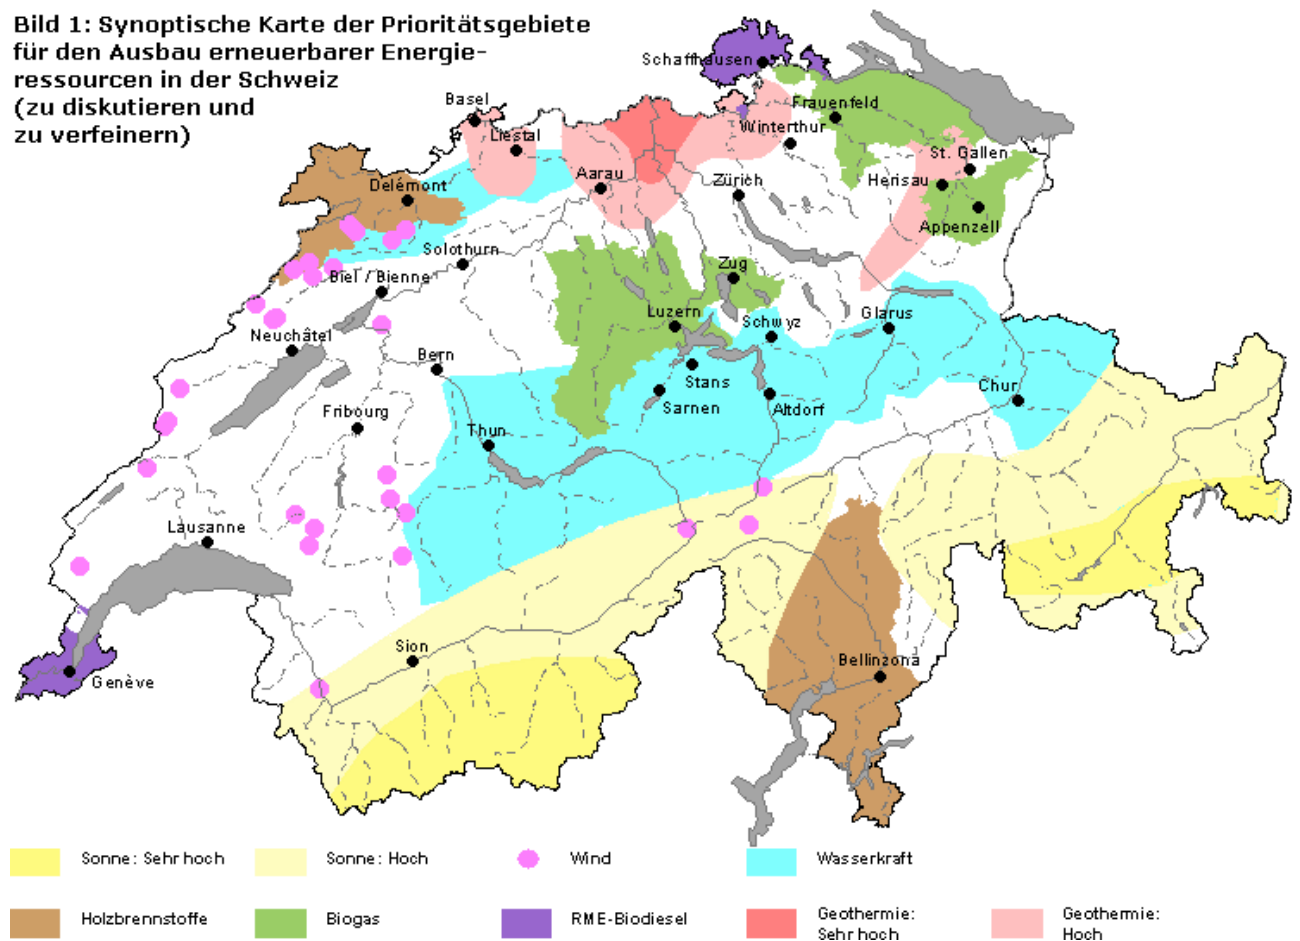 Bild 1: Synoptische Karte der Prioritätsgebiete
für den Ausbau erneuerbarer Energie-
ressourcen in der Schweiz
(zu diskutieren und
zu verfeinern)
Schaffhausen
Basel
Frauenfeld
Liestal
Winterthur
St. Gallen
Aarau
Zürich
Herisau
Delémont
Appenzell
Solothurn
Zug
Biel / Bienne
Luzern
Schwyz
Glarus
Neuchâtel
Bern
Stans
Chur
Sarnen
Altdorf
Fribourg
Thun
Lausanne
Sion
Bellinzona
Genève
Sonne: Sehr hoch
Sonne: Hoch
Wind
Wasserkraft
Holzbrennstoffe
Biogas
RME-Biodiesel
Geothermie:
Sehr hoch
Geothermie:
Hoch